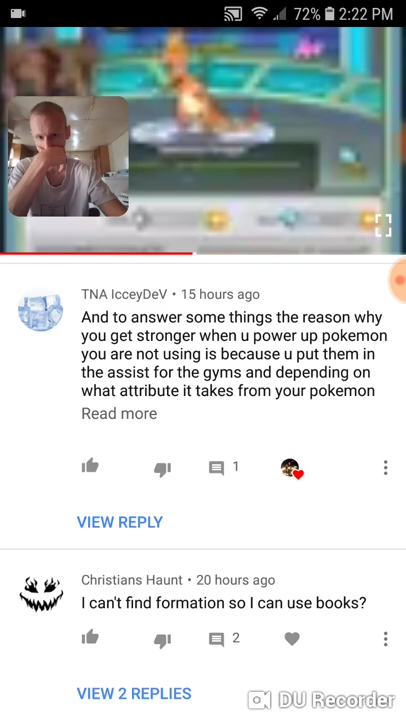 72% 2:22 PM
TNA IcceyDeV • 15 hours ago
And to answer some things the reason why
you get stronger when u power up pokemon
you are not using is because u put them in
the assist for the gyms and depending on
what attribute it takes from your pokemon
Read more
1
VIEW REPLY
Christians Haunt • 20 hours ago
I can't find formation so I can use books?
2
VIEW 2 REPLIES
DU Recorder